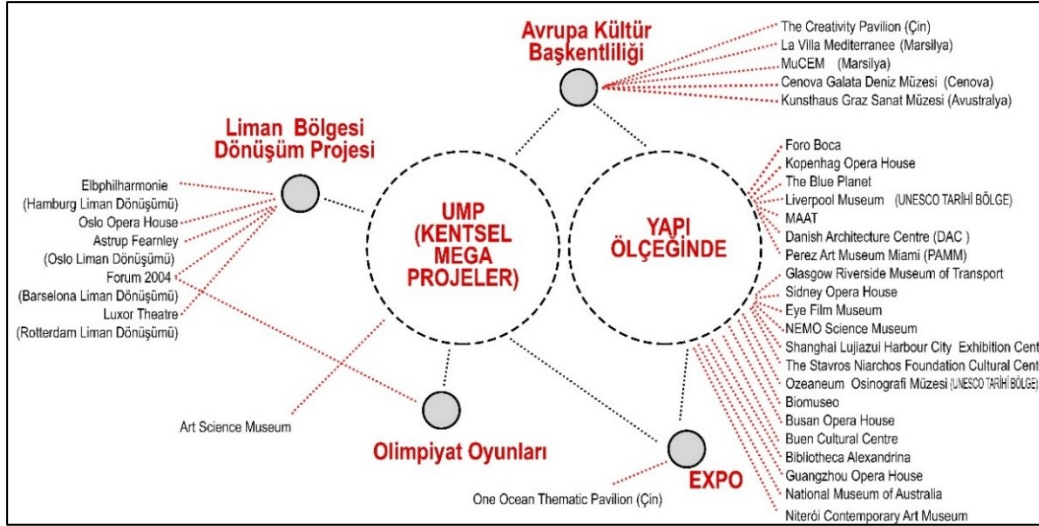 Avrupa Kültür
Başkentliliği
The Creativity Pavilion (Çin)
La Villa Mediterranee (Marsilya)
MuCEM (Marsilya)
Cenova Galata Deniz Müzesi (Cenova)
Kunsthaus Graz Sanat Müzesi (Avustralya)
Liman Bölgesi
Dönüşüm Projesi
Elbphilharmonie
(Hamburg Liman Dönüşümü)
Oslo Opera House
Astrup Fearnley
(Oslo Liman Dönüşümü)
Forum 2004
(Barselona Liman Dönüşümü)
Luxor Theatre
(Rotterdam Liman Dönüşümü)
UMP
(KENTSEL
MEGA
PROJELER)
YAPI
ÖLÇEĞİNDE
Foro Boca
Kopenhag Opera House
The Blue Planet
Liverpool Museum (UNESCO TARİHİ BÖLGE)
MAAT
Danish Architecture Centre (DAC )
Perez Art Museum Miami (PAMM)
Glasgow Riverside Museum of Transport
Sidney Opera House
Eye Film Museum
NEMO Science Museum
Shanghai Lujiazui Harbour City Exhibition Cent
The Stavros Niarchos Foundation Cultural Cent
Ozeaneum Osinografi Müzesi (UNESCO TARİHİ BÖLGE)
Biomuseo
Busan Opera House
Buen Cultural Centre
Bibliotheca Alexandrina
Guangzhou Opera House
National Museum of Australia
Niterói Contemporary Art Museum
Art Science Museum
Olimpiyat Oyunları
EXPO
One Ocean Thematic Pavilion (Çin)